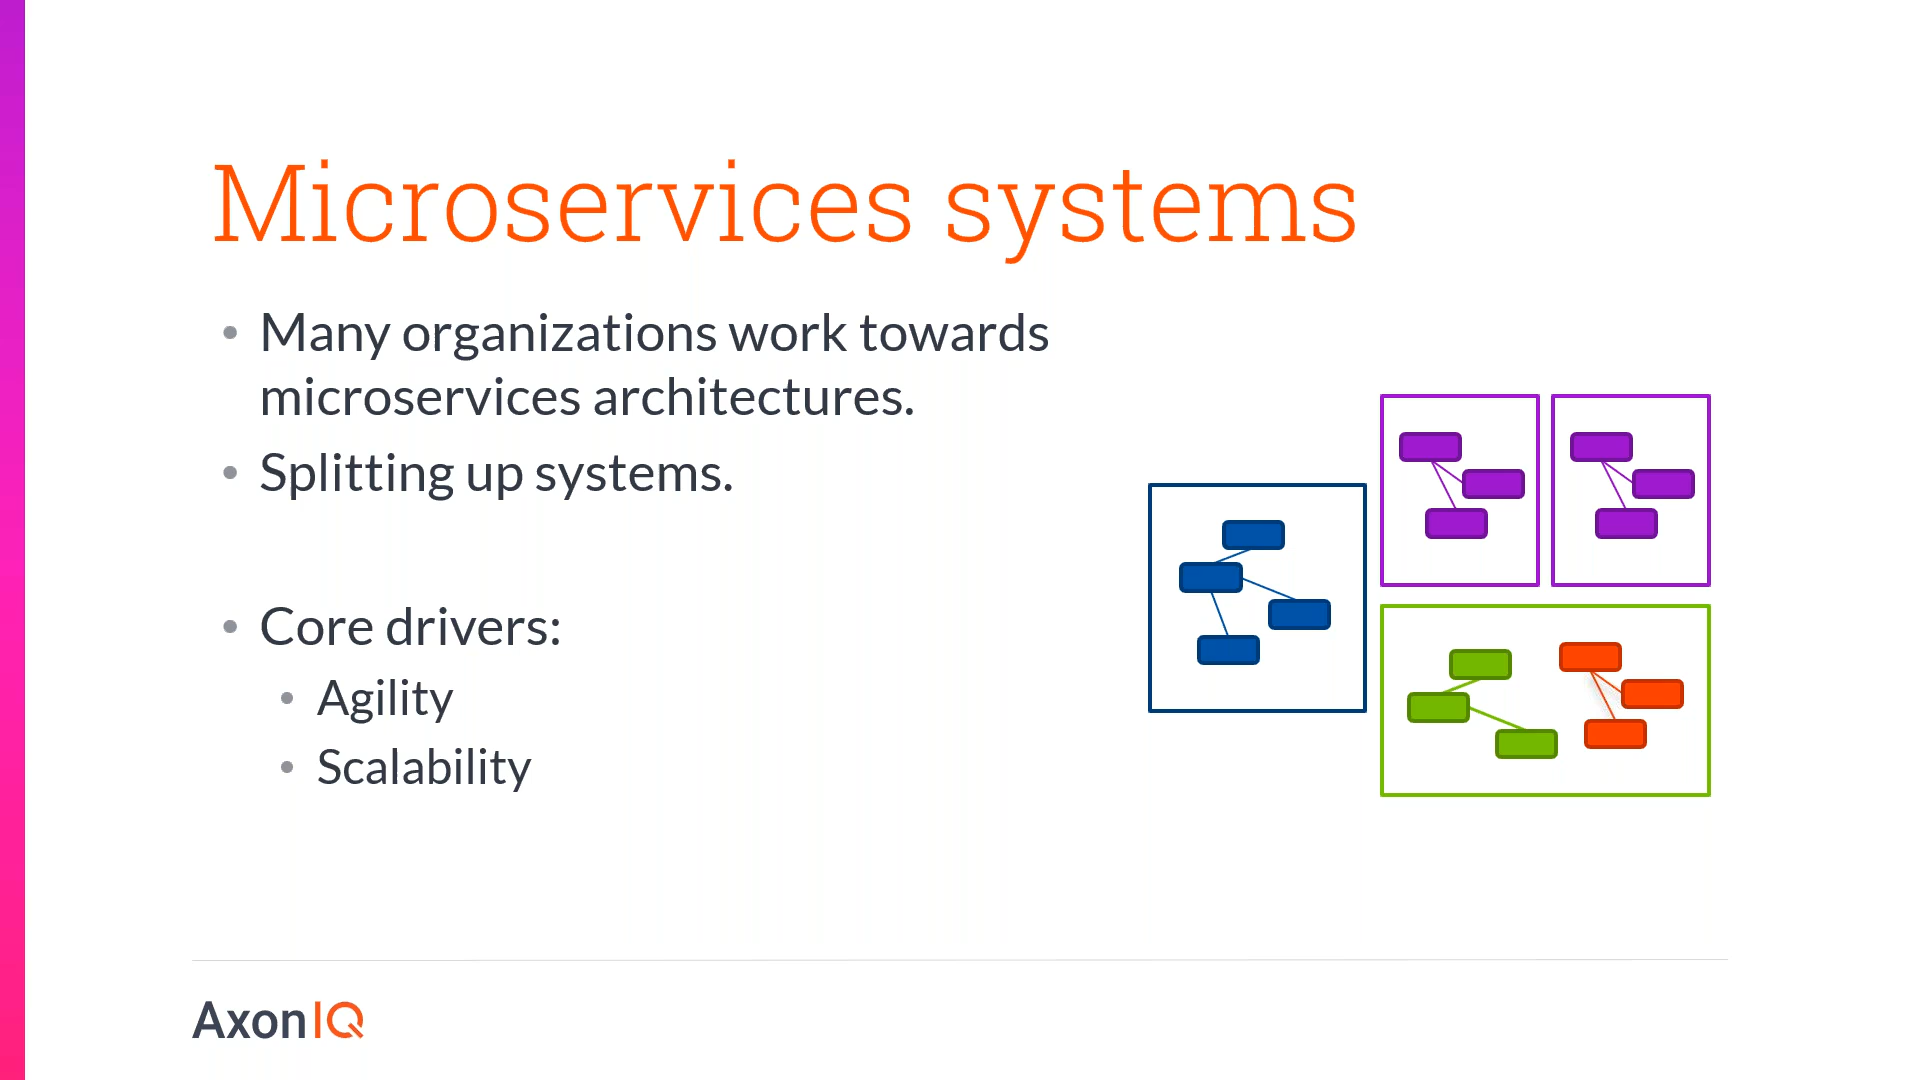 Microservices systems
• Many organizations work towards
microservices architectures.
• Splitting up systems.
• Core drivers:
• Agility
• Scalability
AxonIQ